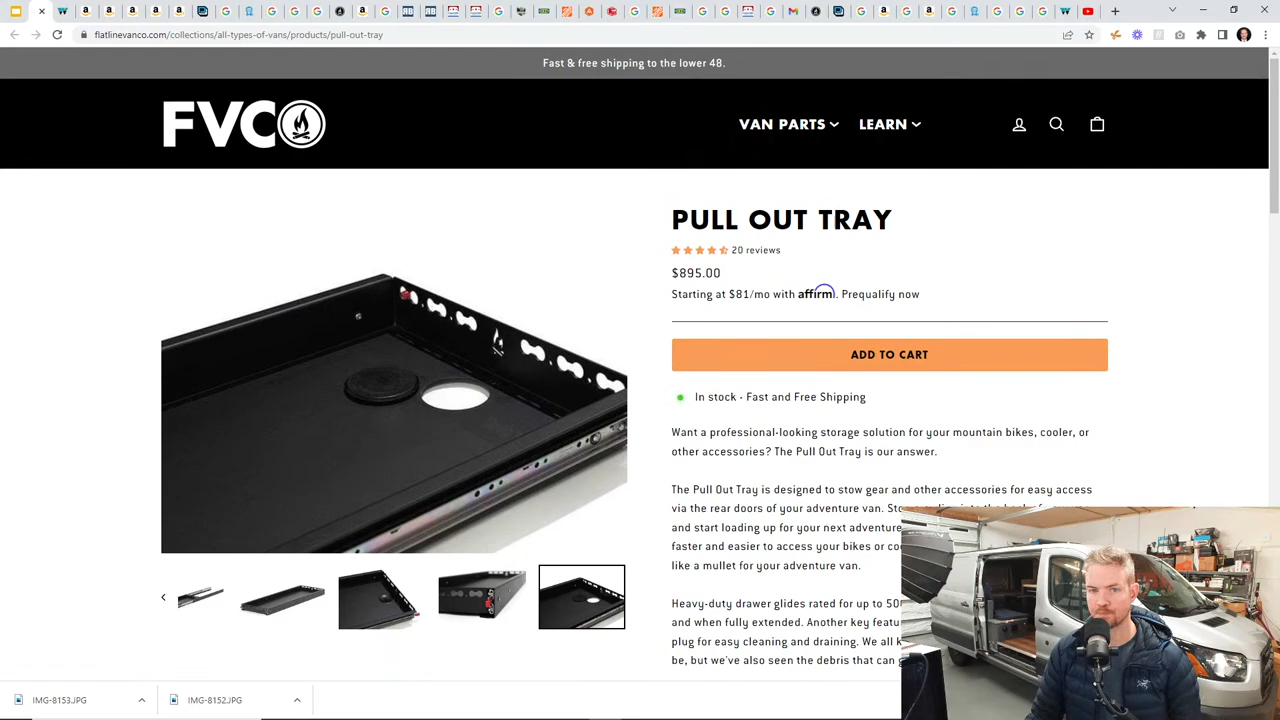 flatlinevanco.com/collections/all-types-of-vans/products/pull-out-tray
Fast & free shipping to the lower 48.
FVCO
VAN PARTS
LEARN
PULL OUT TRAY
20 reviews
$895.00
Starting at $81/mo with affirm. Prequalify now
ADD TO CART
In stock - Fast and Free Shipping
Want a professional-looking storage solution for your mountain bikes, cooler, or
other accessories? The Pull Out Tray is our answer.
The Pull Out Tray is designed to stow gear and other accessories for easy access
via the rear doors of your adventure van.
and start loading up for your next adventure
faster and easier to access your bikes or
like a mullet for your adventure van.
Heavy-duty drawer glides rated for up to
and when fully extended. Another key
plug for easy cleaning and draining. We all
be, but we've also seen the debris that can
IMG-8153.JPG
IMG-8152.JPG